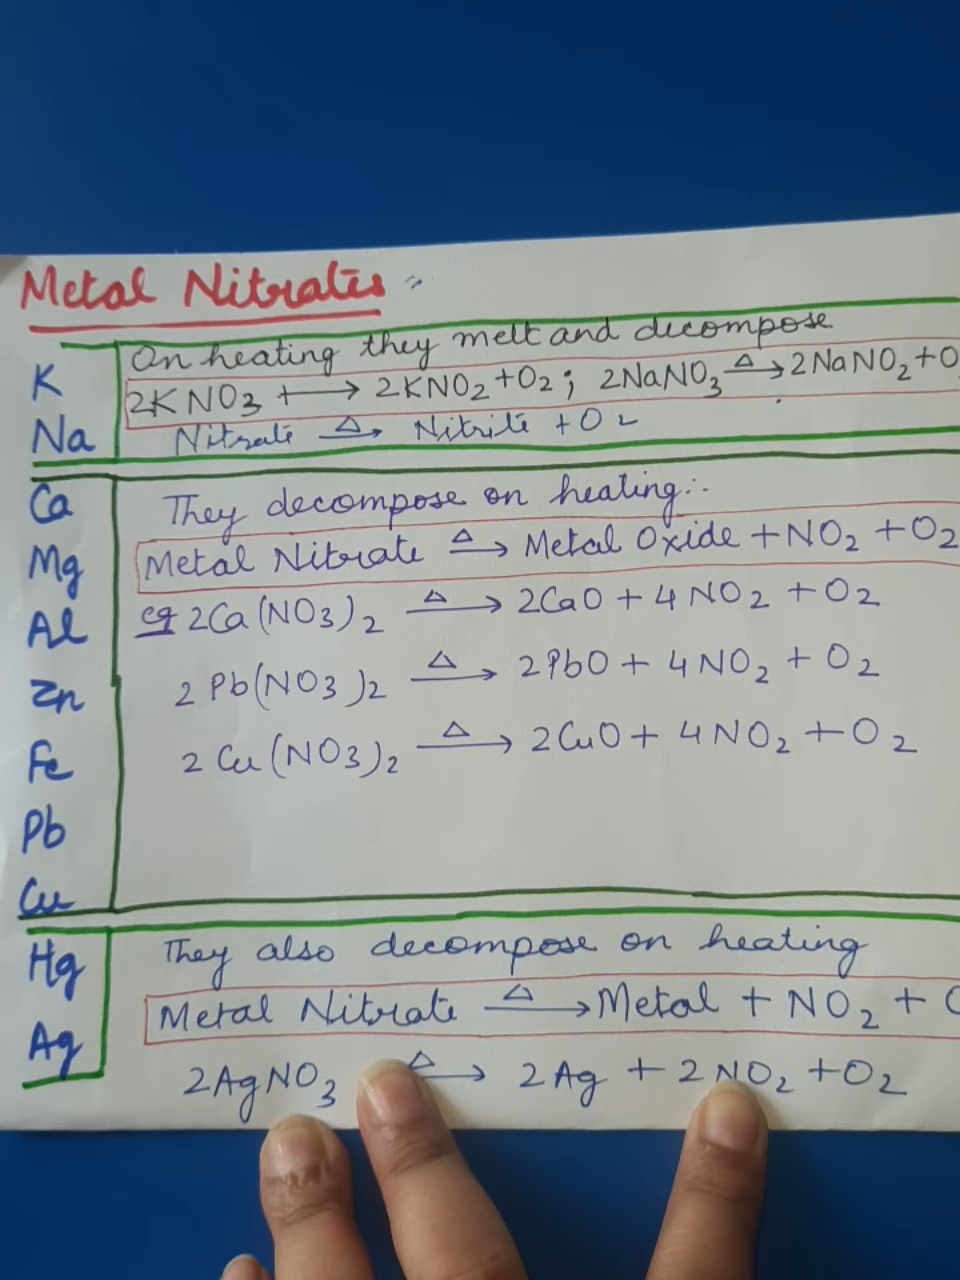 Metal Nitrates :-
On heating they melt and decompose
K
2KNO3 ⟼ 2KNO2 + O2 ; 2NaNO3 △→ 2NaNO2 + O
Na
Nitrate △→ Nitrite + O2
Ca
They decompose on heating :-
Mg
Metal Nitrate △→ Metal Oxide + NO2 + O2
Al
eg 2Ca(NO3)2 △→ 2CaO + 4NO2 + O2
Zn
2Pb(NO3)2 △→ 2PbO + 4NO2 + O2
Fe
2Cu(NO3)2 △→ 2CuO + 4NO2 + O2
Pb
Cu
Hg
They also decompose on heating
Metal Nitrate △→ Metal + NO2 +
Ag
2AgNO3 △→ 2Ag + 2NO2 + O2